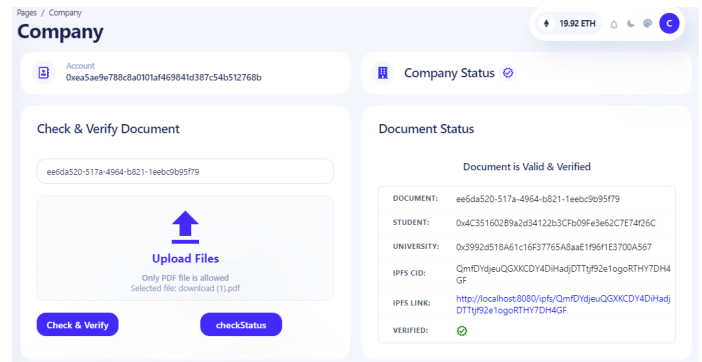 Pages / Company
Company
19.92 ETH
C
Account
0xea5ae9e788c8a0101af469841d387c54b512768b
Company Status
Check & Verify Document
ee6da520-517a-4964-b821-1eebc9b95f79
Upload Files
Only PDF file is allowed
Selected file: download (1).pdf
Check & Verify
checkStatus
Document Status
Document is Valid & Verified
DOCUMENT: ee6da520-517a-4964-b821-1eebc9b95f79
STUDENT: 0x4C351602B9a2d34122b3CFb09Fe3e62C7E74f26C
UNIVERSITY: 0x3992d518A61c16F37765A8aaE1f96f1E3700A567
IPFS CID: QmfDYdjeuQGXKCDY4DiHadjDTTjf92e1ogoRTHY7DH4
GF
IPFS LINK: http://localhost:8080/ipfs/QmfDYdjeuQGXKCDY4DiHadj
DTTjf92e1ogoRTHY7DH4GF
VERIFIED: